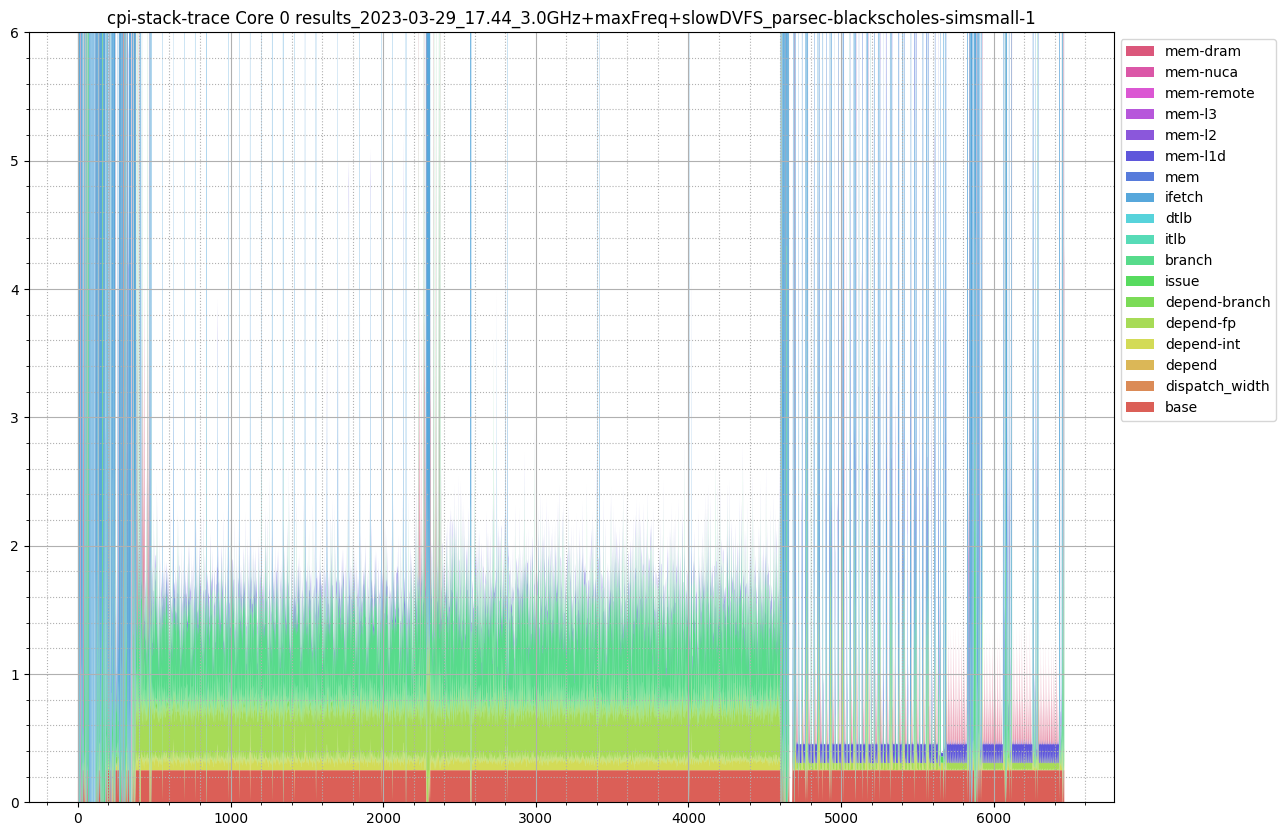 cpi-stack-trace Core 0 results_2023-03-29_17.44_3.0GHz+maxFreq+slowDVFS_parsec-blackscholes-simsmall-1
6
5
4
3
2
1
0
0 1000 2000 3000 4000 5000 6000
mem-dram
mem-nuca
mem-remote
mem-l3
mem-l2
mem-l1d
mem
ifetch
dtlb
itlb
branch
issue
depend-branch
depend-fp
depend-int
depend
dispatch_width
base